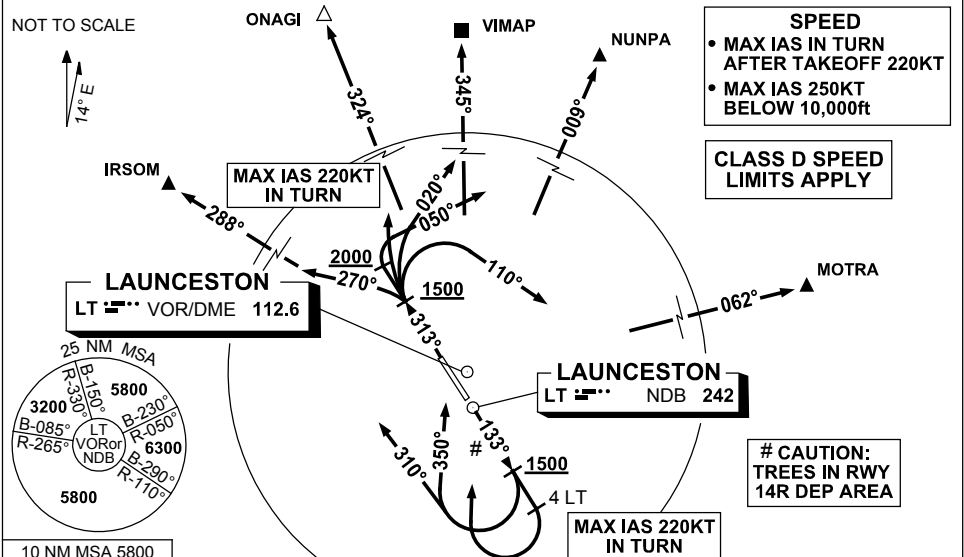 NOT TO SCALE
14° E
ONAGI
VIMAP
NUNPA
SPEED
• MAX IAS IN TURN
AFTER TAKEOFF 220KT
• MAX IAS 250KT
BELOW 10,000ft
CLASS D SPEED
LIMITS APPLY
324°
345°
009°
IRSOM
MAX IAS 220KT
IN TURN
288°
020°
050°
2000
270°
1500
110°
MOTRA
062°
LAUNCESTON
LT VOR/DME 112.6
313°
25 NM MSA
B-150°
R-330°
5800
3200
B-230°
R-050°
B-085°
R-265°
LT
VORor
NDB
6300
B-290°
R-110°
5800
10 NM MSA 5800
LAUNCESTON
LT NDB 242
133°
310°
350°
#
1500
4 LT
# CAUTION:
TREES IN RWY
14R DEP AREA
MAX IAS 220KT
IN TURN